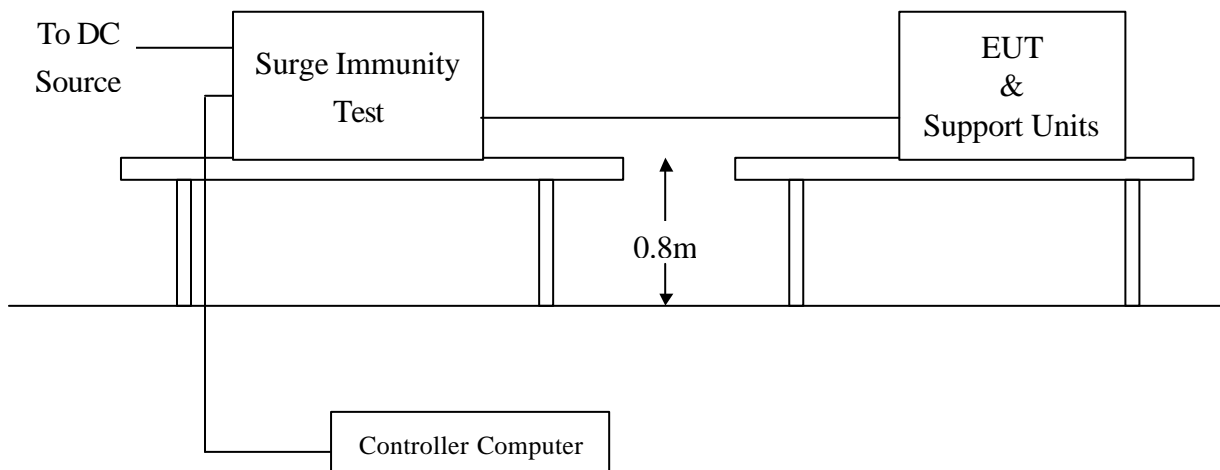 To DC
Source
Surge Immunity
Test
EUT
&
Support Units
0.8m
Controller Computer